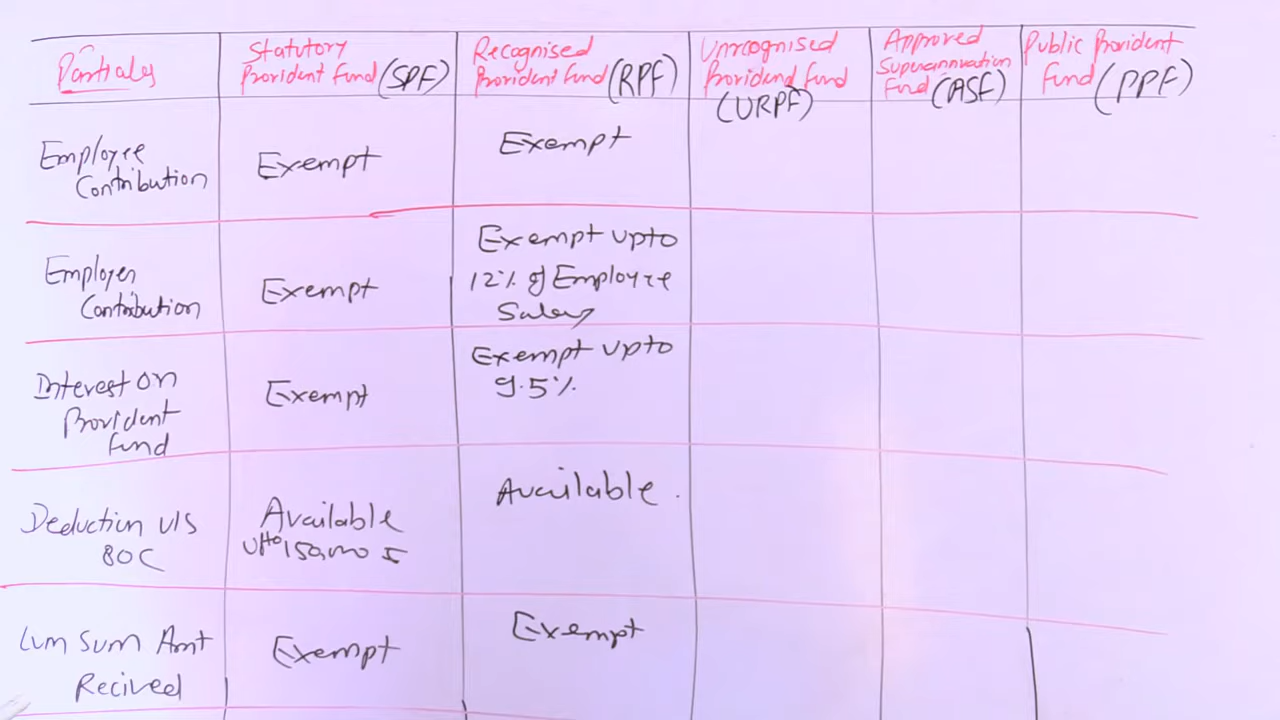 Particles
Statutory
Provident Fund (SPF)
Recognised
Provident Fund (RPF)
Unrecognised
Provident Fund
(URPF)
Approved
Superannuation
Fund (ASF)
Public Provident
Fund (PPF)
Employee
Contribution
Exempt
Exempt
Employer
Contribution
Exempt
Exempt upto
12% of Employee
Salary
Interest on
Provident
Fund
Exempt
Exempt upto
9.5%
Deduction u/s
80C
Available
upto 150,000
Available.
Lum Sum Amt
Recived
Exempt
Exempt